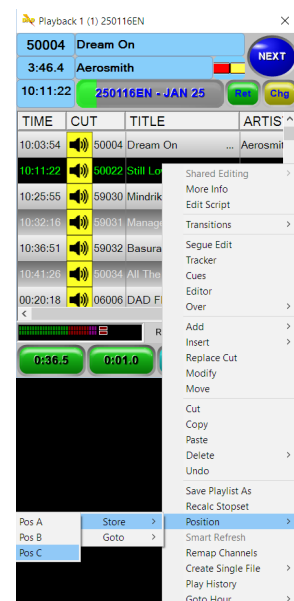 Playback 1 (1) 250116EN
50004 Dream On
3:46.4 Aerosmith
NEXT
10:11:22 250116EN - JAN 25 Ret Chg
TIME CUT TITLE ARTIS
10:03:54 50004 Dream On ... Aerosmit
10:11:22 50022 Still Lo
10:25:55 59030 Mindrik
10:32:16 59031 Manage
10:36:51 59032 Basura
10:41:26 50034 All The
00:20:18 06006 DAD F
R
0:36.5 0:01.0
Shared Editing
More Info
Edit Script
Transitions
Segue Edit
Tracker
Cues
Editor
Over
Add
Insert
Replace Cut
Modify
Move
Cut
Copy
Paste
Delete
Undo
Save Playlist As
Recalc Stopset
Position
Smart Refresh
Remap Channels
Create Single File
Play History
Goto Hour
Store
Goto
Pos A
Pos B
Pos C